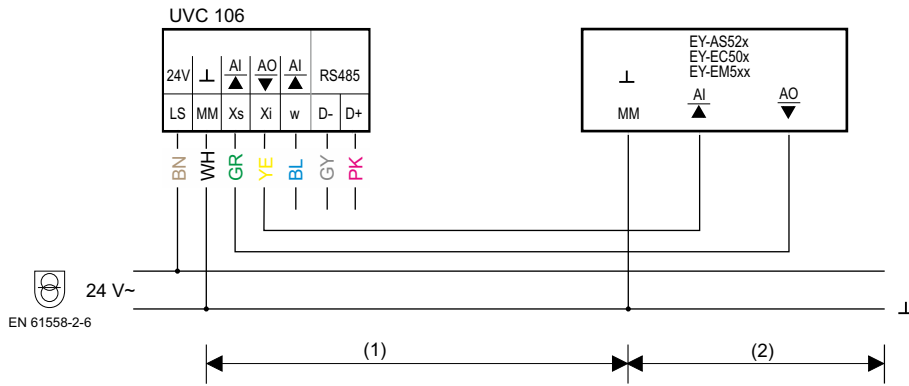 UVC 106
24V ⊥ AI AO AI RS485
LS MM Xs Xi w D- D+
BN WH GR YE BL GY PK
EY-AS52x
EY-EC50x
EY-EM5xx
⊥ AI AO
MM
24 V~
EN 61558-2-6
⊥
(1) (2)